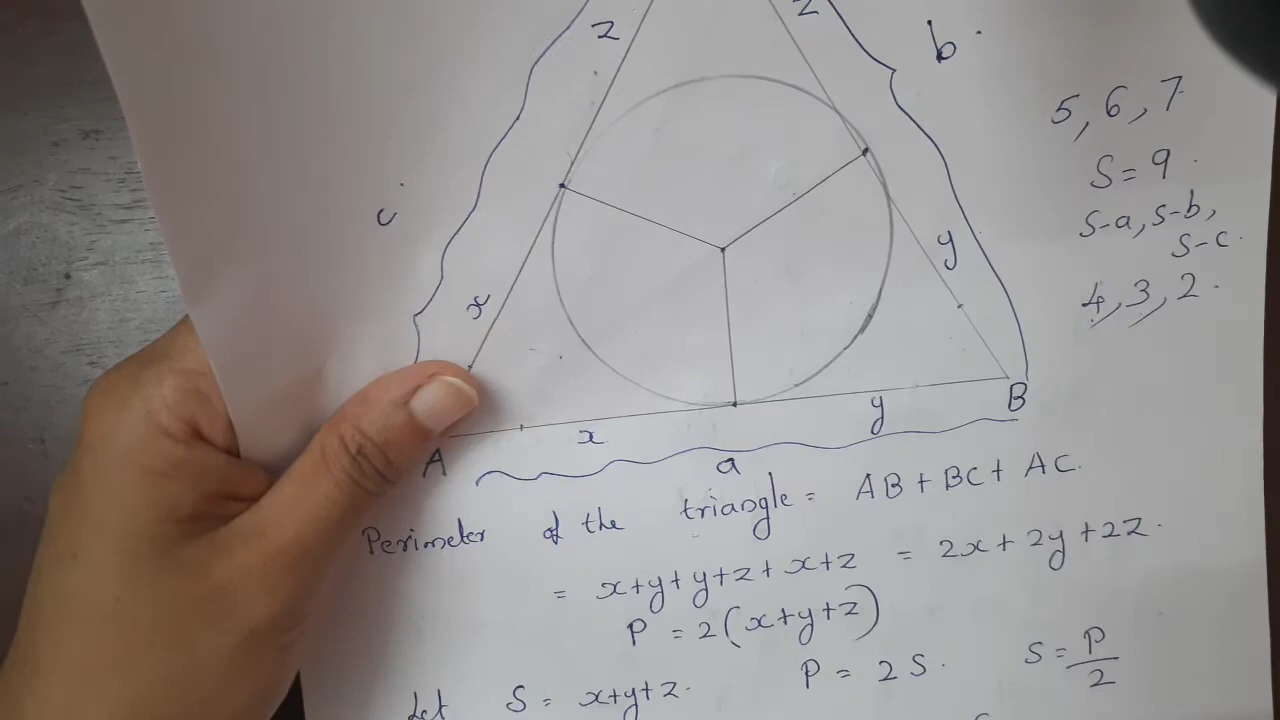 z
z
b
c
x
y
x
y
A
B
a
5, 6, 7
S = 9
S-a, S-b,
S-c
4, 3, 2
Perimeter of the triangle = AB + BC + AC
= x+y+y+z+x+z = 2x+2y+2z
P = 2(x+y+z)
Let S = x+y+z. P = 2S. S = P/2